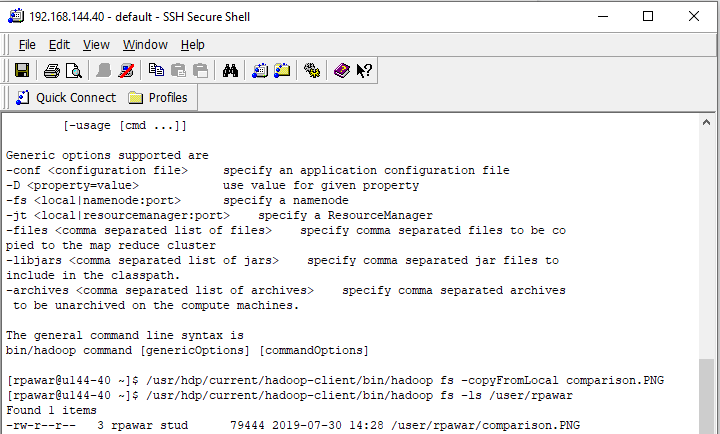 192.168.144.40 - default - SSH Secure Shell
File Edit View Window Help
Quick Connect Profiles
[-usage [cmd ...]]
Generic options supported are
-conf <configuration file> specify an application configuration file
-D <property=value> use value for given property
-fs <local|namenode:port> specify a namenode
-jt <local|resourcemanager:port> specify a ResourceManager
-files <comma separated list of files> specify comma separated files to be co
pied to the map reduce cluster
-libjars <comma separated list of jars> specify comma separated jar files to
include in the classpath.
-archives <comma separated list of archives> specify comma separated archives
to be unarchived on the compute machines.
The general command line syntax is
bin/hadoop command [genericOptions] [commandOptions]
[rpawar@u144-40 ~]$ /usr/hdp/current/hadoop-client/bin/hadoop fs -copyFromLocal comparison.PNG
[rpawar@u144-40 ~]$ /usr/hdp/current/hadoop-client/bin/hadoop fs -ls /user/rpawar
Found 1 items
-rw-r--r-- 3 rpawar stud 79444 2019-07-30 14:28 /user/rpawar/comparison.PNG